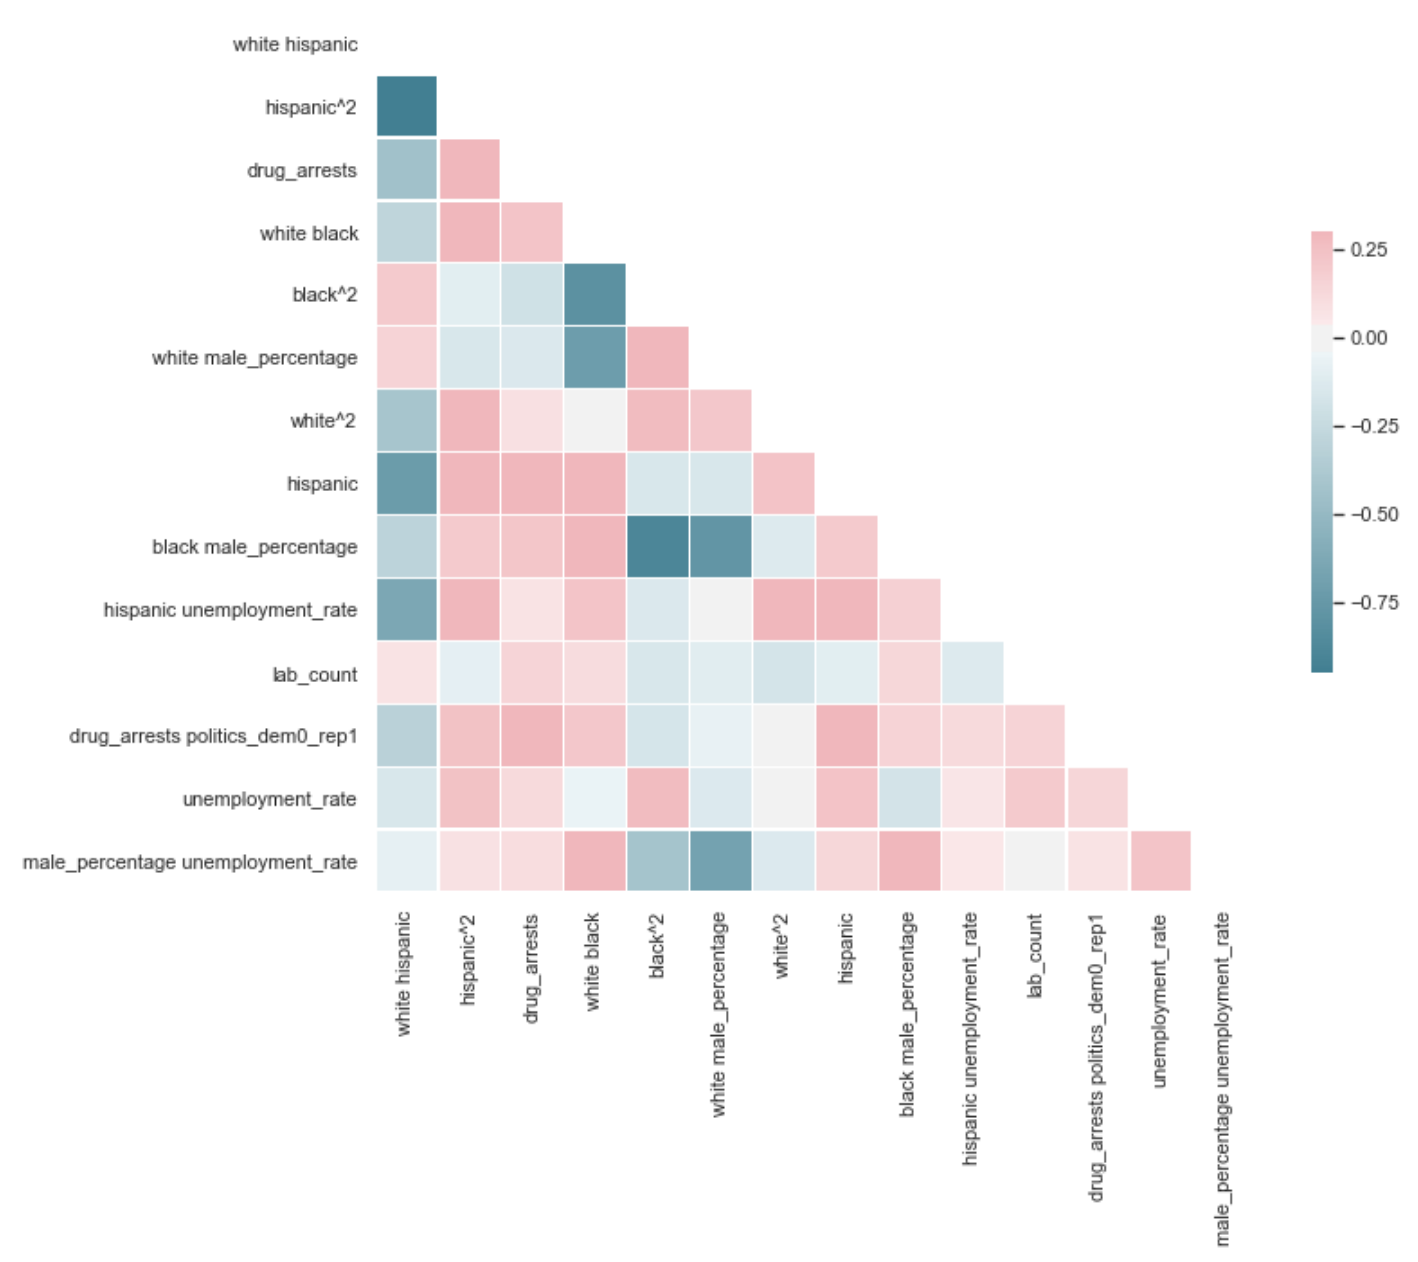 white hispanic
hispanic^2
drug_arrests
white black
black^2
white male_percentage
white^2
hispanic
black male_percentage
hispanic unemployment_rate
lab_count
drug_arrests politics_dem0_rep1
unemployment_rate
male_percentage unemployment_rate
0.25
0.00
−0.25
−0.50
−0.75
white hispanic
hispanic^2
drug_arrests
white black
black^2
white male_percentage
white^2
hispanic
black male_percentage
hispanic unemployment_rate
lab_count
drug_arrests politics_dem0_rep1
unemployment_rate
male_percentage unemployment_rate